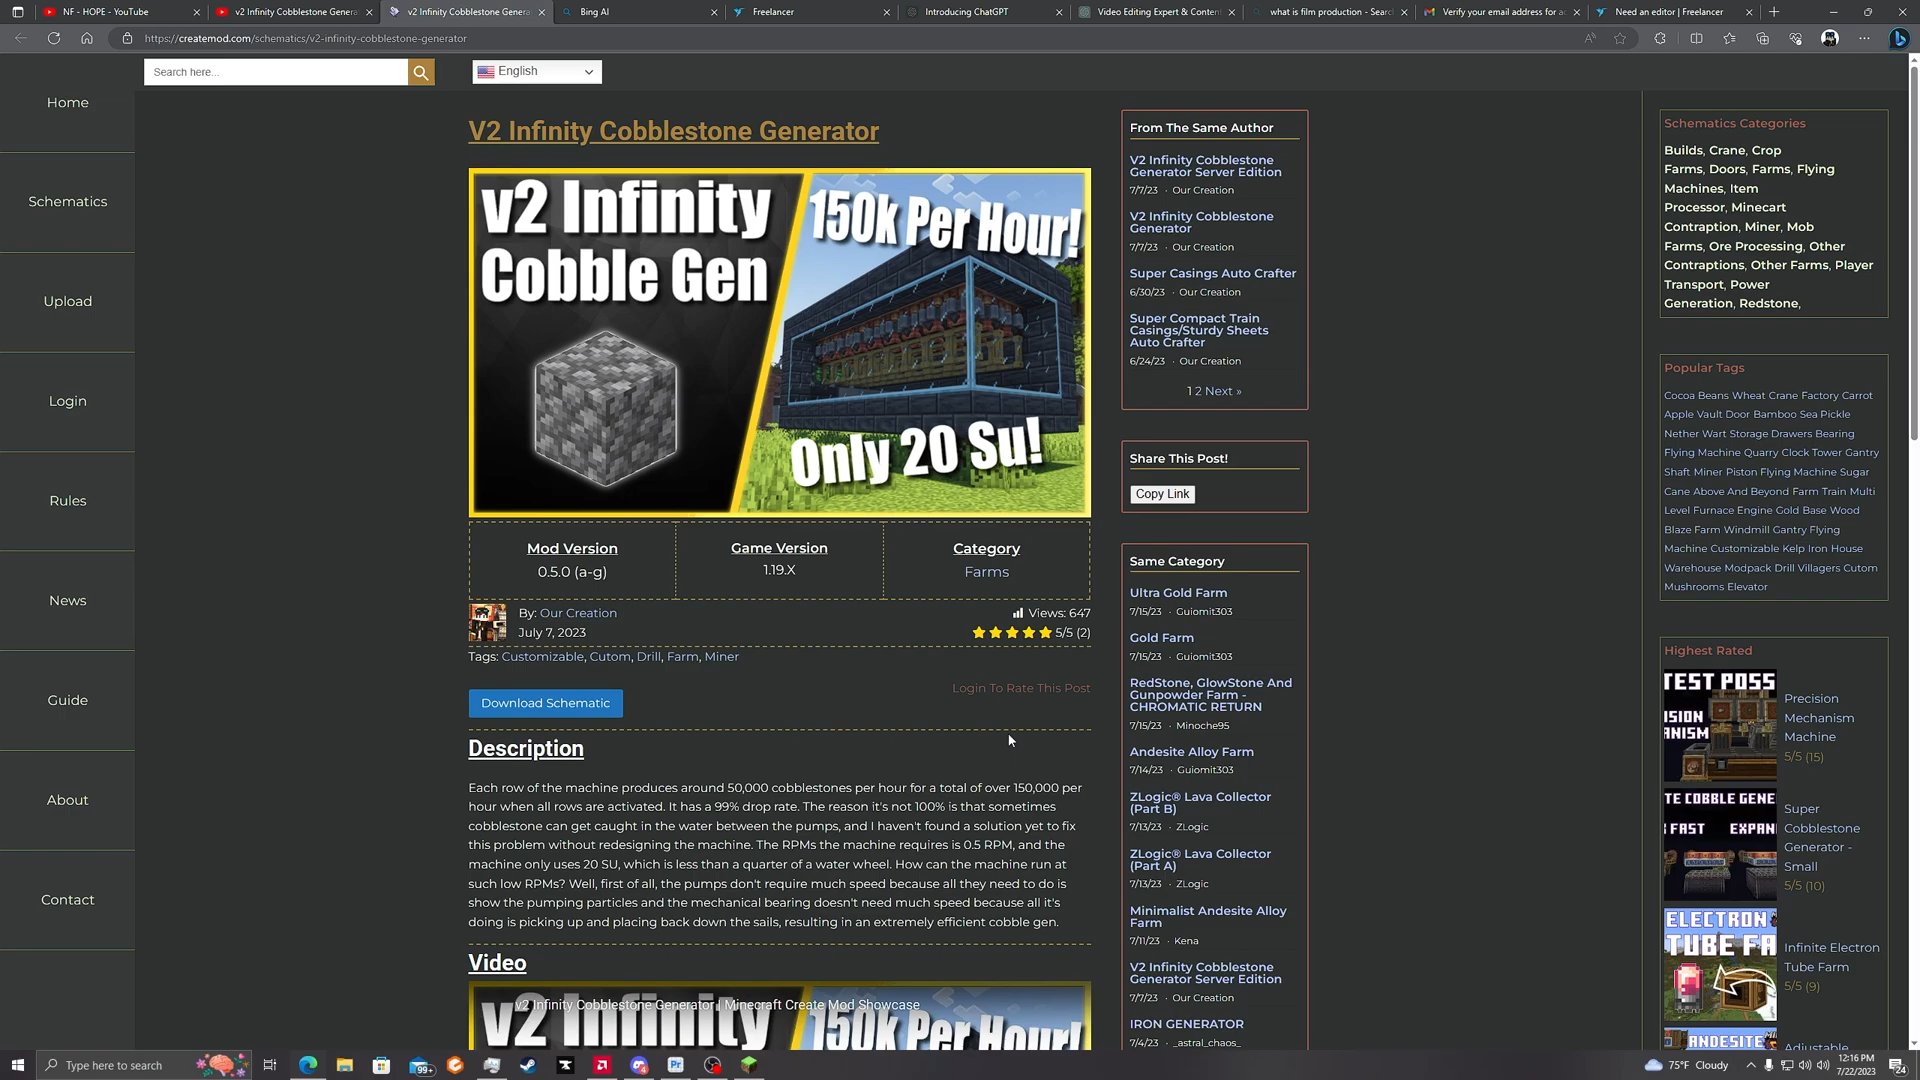 NF - HOPE - YouTube
v2 Infinity Cobblestone Genera
v2 Infinity Cobblestone Genera
Bing AI
Freelancer
Introducing ChatGPT
Video Editing Expert & Content
what is film production - Searc
Verify your email address for a
Need an editor | Freelancer
https://createmod.com/schematics/v2-infinity-cobblestone-generator
Search here...
English
Home
Schematics
Upload
Login
Rules
News
Guide
About
Contact
V2 Infinity Cobblestone Generator
v2 Infinity
Cobble Gen
150k Per Hour!
Only 20 Su!
Mod Version
0.5.0 (a-g)
Game Version
1.19.X
Category
Farms
By: Our Creation
July 7, 2023
Views: 647
5/5 (2)
Tags: Customizable, Cutom, Drill, Farm, Miner
Login To Rate This Post
Download Schematic
Description
Each row of the machine produces around 50,000 cobblestones per hour for a total of over 150,000 per
hour when all rows are activated. It has a 99% drop rate. The reason it's not 100% is that sometimes
cobblestone can get caught in the water between the pumps, and I haven't found a solution yet to fix
this problem without redesigning the machine. The RPMs the machine requires is 0.5 RPM, and the
machine only uses 20 SU, which is less than a quarter of a water wheel. How can the machine run at
such low RPMs? Well, first of all, the pumps don't require much speed because all they need to do is
show the pumping particles and the mechanical bearing doesn't need much speed because all it's
doing is picking up and placing back down the sails, resulting in an extremely efficient cobble gen.
Video
v2 Infinity Cobblestone Generator | Minecraft Create Mod Showcase
v2 Infinity
150k Per Hour!
From The Same Author
V2 Infinity Cobblestone
Generator Server Edition
7/7/23 · Our Creation
V2 Infinity Cobblestone
Generator
7/7/23 · Our Creation
Super Casings Auto Crafter
6/30/23 · Our Creation
Super Compact Train
Casings/Sturdy Sheets
Auto Crafter
6/24/23 · Our Creation
1 2 Next »
Share This Post!
Copy Link
Same Category
Ultra Gold Farm
7/15/23 · Guiomit303
Gold Farm
7/15/23 · Guiomit303
RedStone, GlowStone And
Gunpowder Farm -
CHROMATIC RETURN
7/15/23 · Minoche95
Andesite Alloy Farm
7/14/23 · Guiomit303
ZLogic® Lava Collector
(Part B)
7/13/23 · ZLogic
ZLogic® Lava Collector
(Part A)
7/13/23 · ZLogic
Minimalist Andesite Alloy
Farm
7/11/23 · Kena
V2 Infinity Cobblestone
Generator Server Edition
7/7/23 · Our Creation
IRON GENERATOR
7/4/23 · _astral_chaos_
Schematics Categories
Builds, Crane, Crop
Farms, Doors, Farms, Flying
Machines, Item
Processor, Minecart
Contraption, Miner, Mob
Farms, Ore Processing, Other
Contraptions, Other Farms, Player
Transport, Power
Generation, Redstone,
Popular Tags
Cocoa Beans Wheat Crane Factory Carrot
Apple Vault Door Bamboo Sea Pickle
Nether Wart Storage Drawers Bearing
Flying Machine Quarry Clock Tower Gantry
Shaft Miner Piston Flying Machine Sugar
Cane Above And Beyond Farm Train Multi
Level Furnace Engine Gold Base Wood
Blaze Farm Windmill Gantry Flying
Machine Customizable Kelp Iron House
Warehouse Modpack Drill Villagers Cutom
Mushrooms Elevator
Highest Rated
TEST POSS
ISION
ANISM
Precision
Mechanism
Machine
5/5 (15)
TE COBBLE GENE
FAST EXPAN
Super
Cobblestone
Generator -
Small
5/5 (10)
ELECTRON
TUBE FA
Infinite Electron
Tube Farm
5/5 (9)
ANDESITE
Adjustable
Type here to search
99+
Pr
75°F Cloudy
12:16 PM
7/22/2023
24